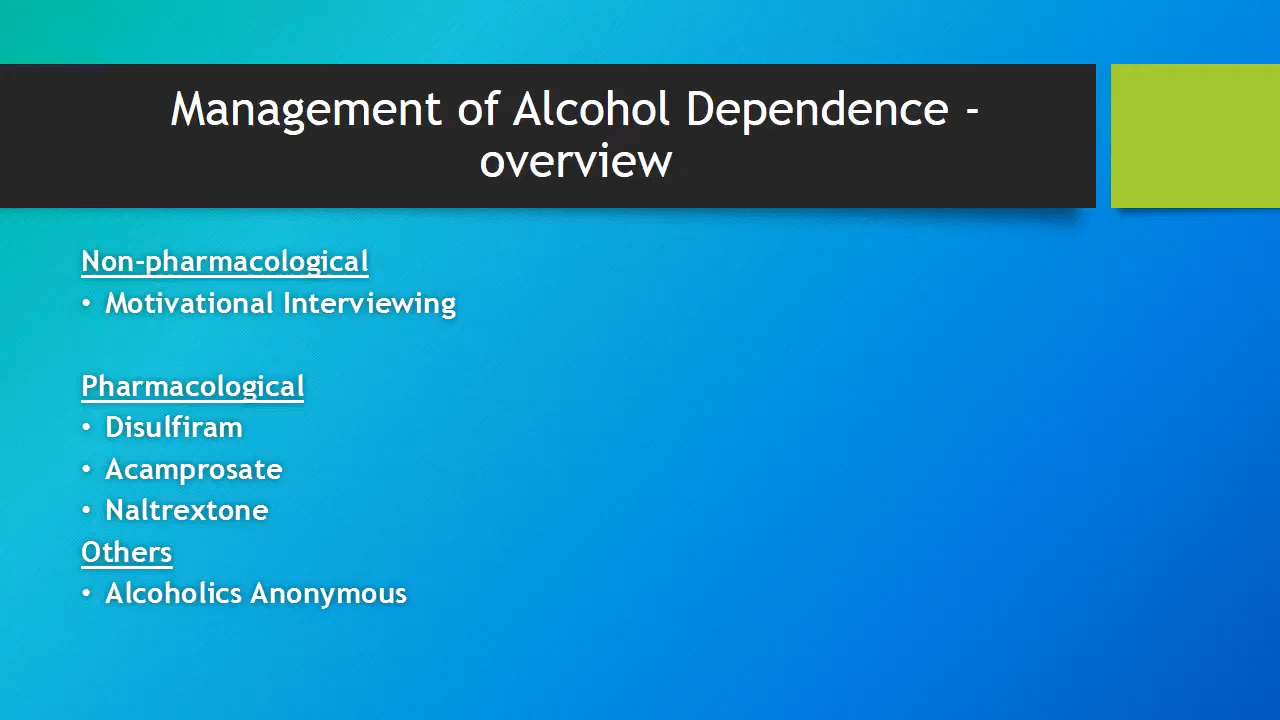 Management of Alcohol Dependence -
overview
Non-pharmacological
• Motivational Interviewing
Pharmacological
• Disulfiram
• Acamprosate
• Naltrextone
Others
• Alcoholics Anonymous